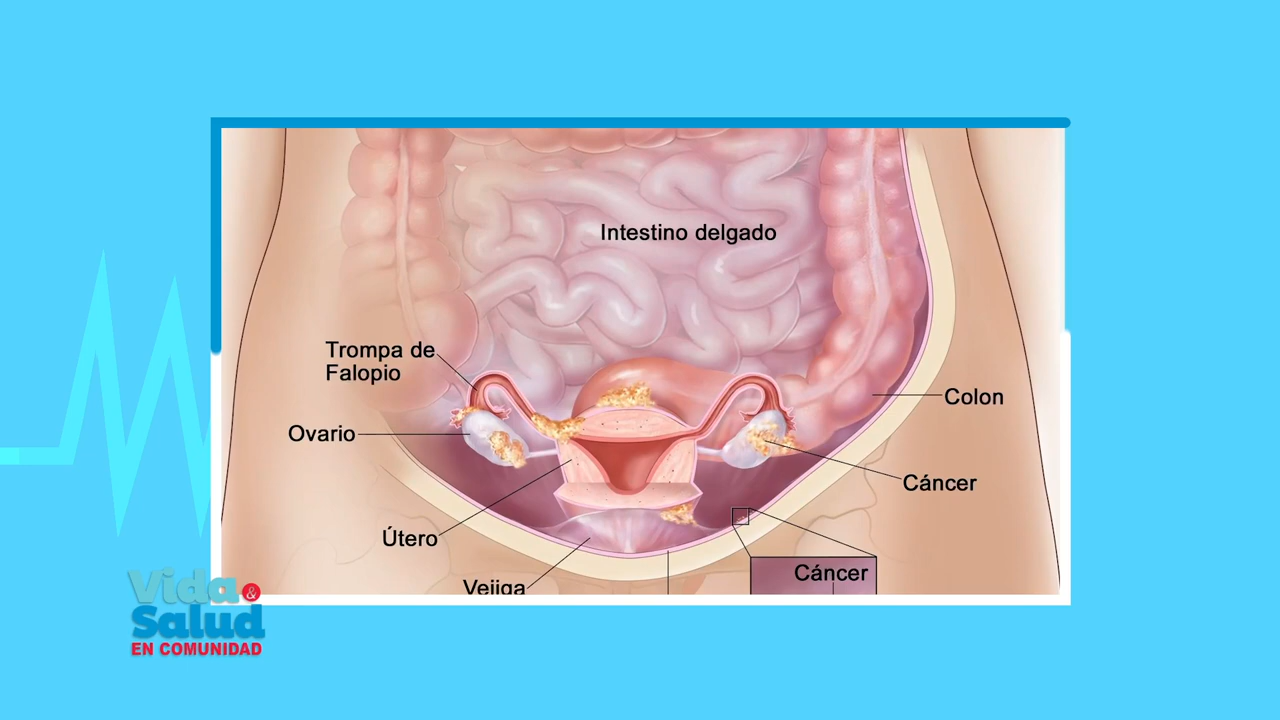 Intestino delgado
Trompa de
Falopio
Colon
Ovario
Cáncer
Útero
Cáncer
Vejiga
Vida &
Salud
EN COMUNIDAD